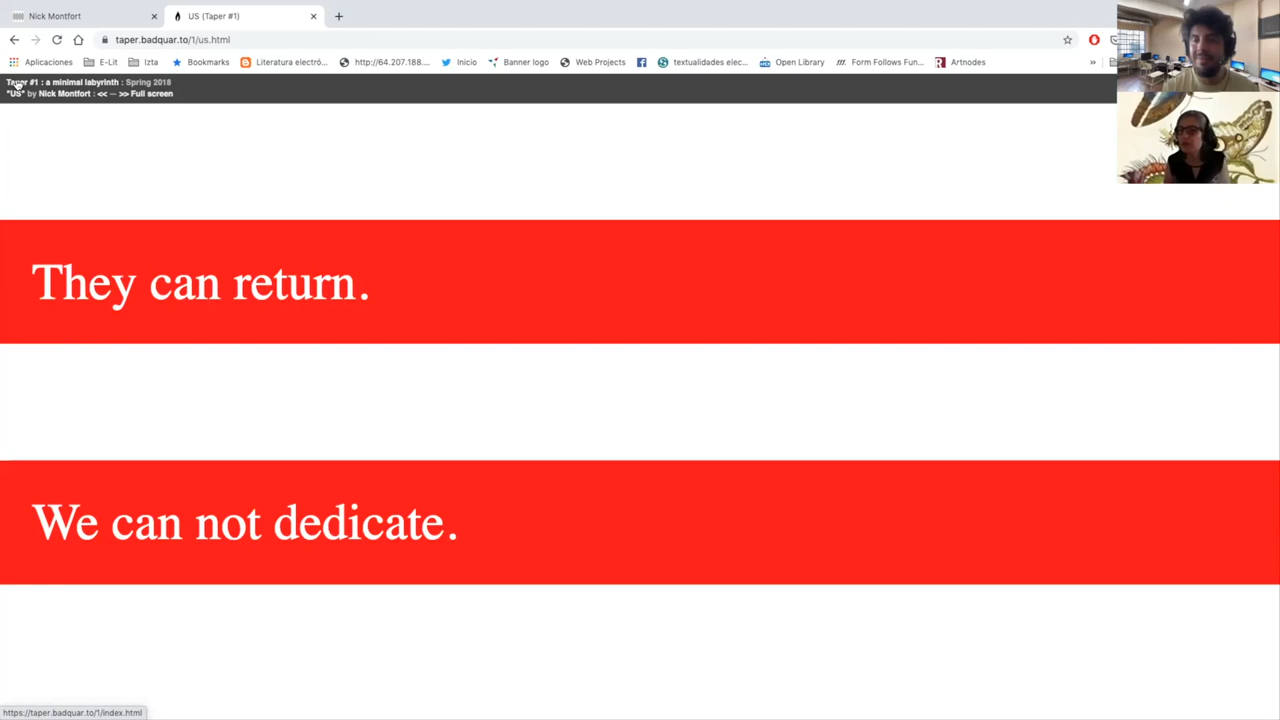 Nick Montfort
US (Taper #1)
taper.badquar.to/1/us.html
Aplicaciones E-Lit Izta Bookmarks Literatura electró... http://64.207.188.... Inicio Banner logo Web Projects textualidades elec... Open Library Form Follows Fun... Artnodes »
Taper #1 : a minimal labyrinth : Spring 2018
"US" by Nick Montfort : << — >> Full screen
They can return.
We can not dedicate.
https://taper.badquar.to/1/index.html